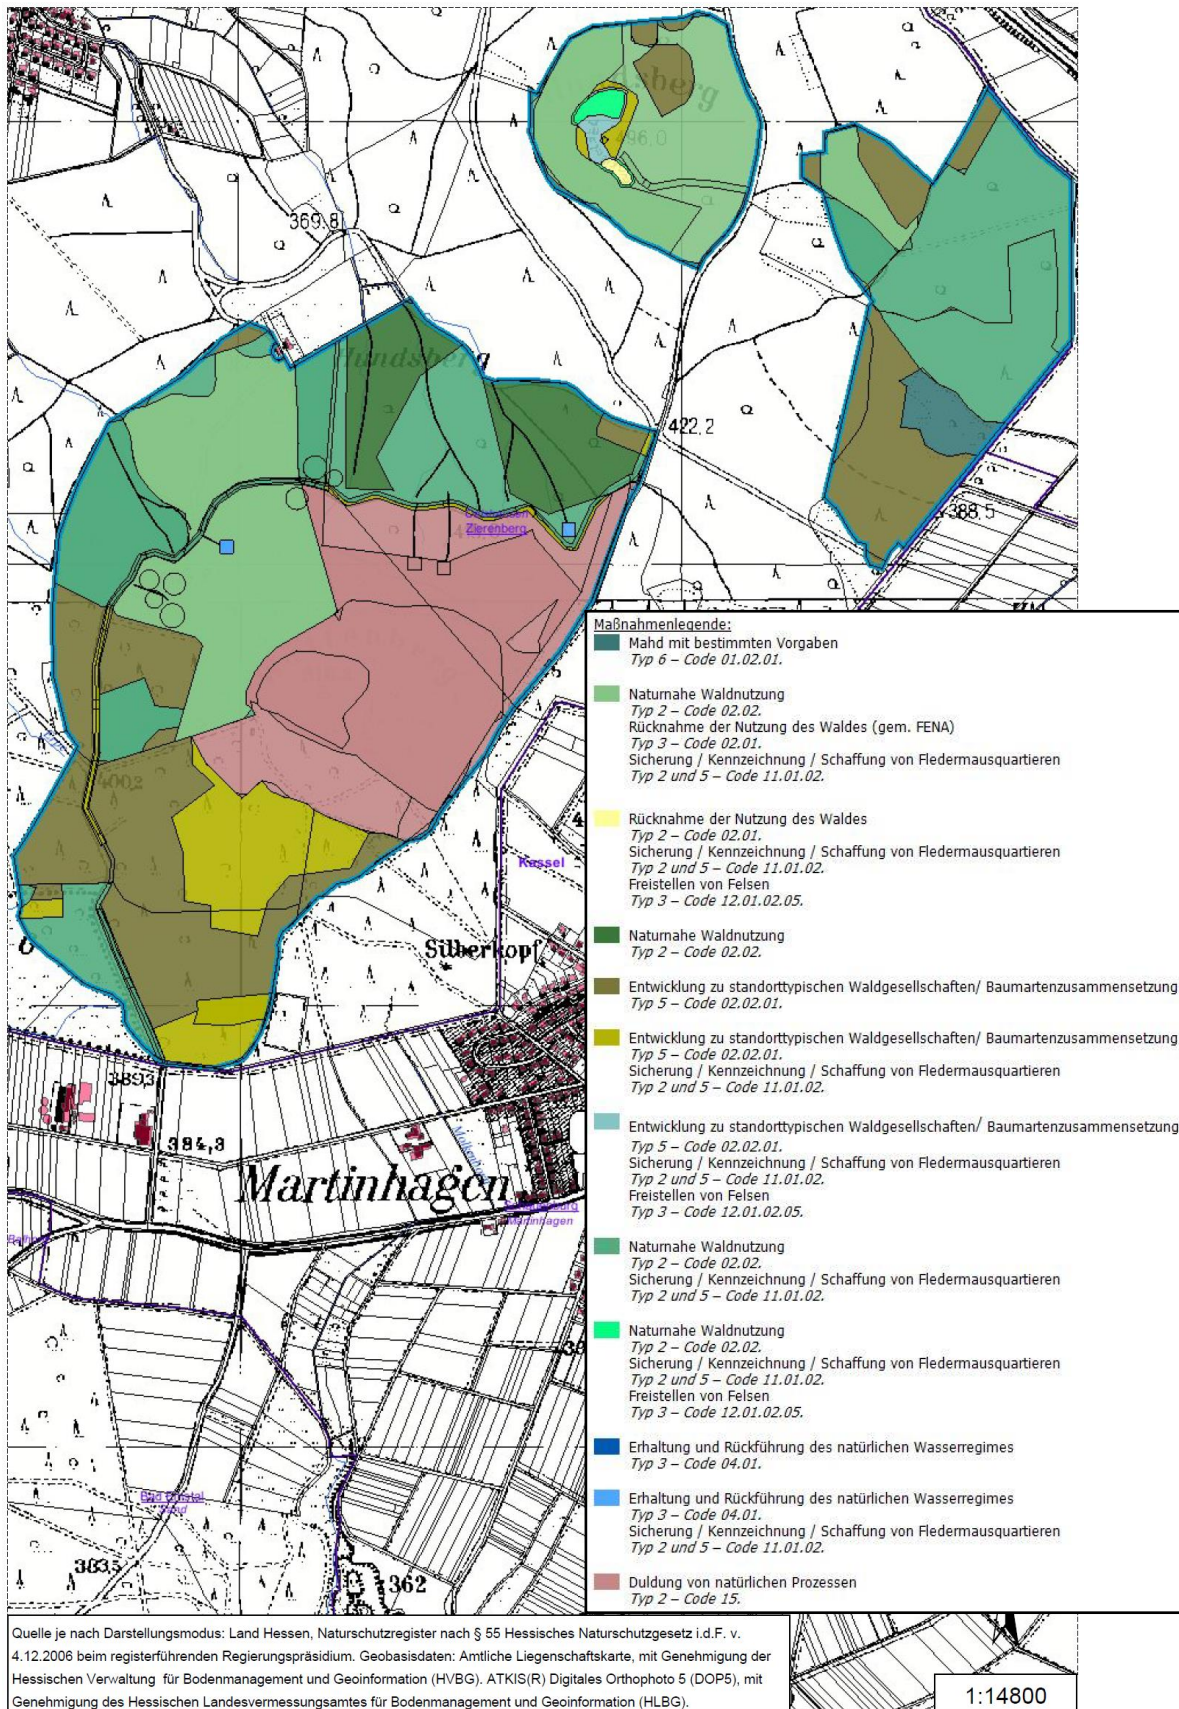 369,8
Hundsberg
496,0
422,2
Zierenberg
388,5
400,2
Kassel
Silberkopf
3893
384,3
Martinhagen
Martinhagen
3835
362
Maßnahmenlegende:
Mahd mit bestimmten Vorgaben
Typ 6 – Code 01.02.01.
Naturnahe Waldnutzung
Typ 2 – Code 02.02.
Rücknahme der Nutzung des Waldes (gem. FENA)
Typ 3 – Code 02.01.
Sicherung / Kennzeichnung / Schaffung von Fledermausquartieren
Typ 2 und 5 – Code 11.01.02.
Rücknahme der Nutzung des Waldes
Typ 2 – Code 02.01.
Sicherung / Kennzeichnung / Schaffung von Fledermausquartieren
Typ 2 und 5 – Code 11.01.02.
Freistellen von Felsen
Typ 3 – Code 12.01.02.05.
Naturnahe Waldnutzung
Typ 2 – Code 02.02.
Entwicklung zu standorttypischen Waldgesellschaften/ Baumartenzusammensetzung
Typ 5 – Code 02.02.01.
Entwicklung zu standorttypischen Waldgesellschaften/ Baumartenzusammensetzung
Typ 5 – Code 02.02.01.
Sicherung / Kennzeichnung / Schaffung von Fledermausquartieren
Typ 2 und 5 – Code 11.01.02.
Entwicklung zu standorttypischen Waldgesellschaften/ Baumartenzusammensetzung
Typ 5 – Code 02.02.01.
Sicherung / Kennzeichnung / Schaffung von Fledermausquartieren
Typ 2 und 5 – Code 11.01.02.
Freistellen von Felsen
Typ 3 – Code 12.01.02.05.
Naturnahe Waldnutzung
Typ 2 – Code 02.02.
Sicherung / Kennzeichnung / Schaffung von Fledermausquartieren
Typ 2 und 5 – Code 11.01.02.
Naturnahe Waldnutzung
Typ 2 – Code 02.02.
Sicherung / Kennzeichnung / Schaffung von Fledermausquartieren
Typ 2 und 5 – Code 11.01.02.
Freistellen von Felsen
Typ 3 – Code 12.01.02.05.
Erhaltung und Rückführung des natürlichen Wasserregimes
Typ 3 – Code 04.01.
Erhaltung und Rückführung des natürlichen Wasserregimes
Typ 3 – Code 04.01.
Sicherung / Kennzeichnung / Schaffung von Fledermausquartieren
Typ 2 und 5 – Code 11.01.02.
Duldung von natürlichen Prozessen
Typ 2 – Code 15.
Quelle je nach Darstellungsmodus: Land Hessen, Naturschutzregister nach § 55 Hessisches Naturschutzgesetz i.d.F. v.
4.12.2006 beim registerführenden Regierungspräsidium. Geobasisdaten: Amtliche Liegenschaftskarte, mit Genehmigung der
Hessischen Verwaltung für Bodenmanagement und Geoinformation (HVBG). ATKIS(R) Digitales Orthophoto 5 (DOP5), mit
Genehmigung des Hessischen Landesvermessungsamtes für Bodenmanagement und Geoinformation (HLBG).
1:14800